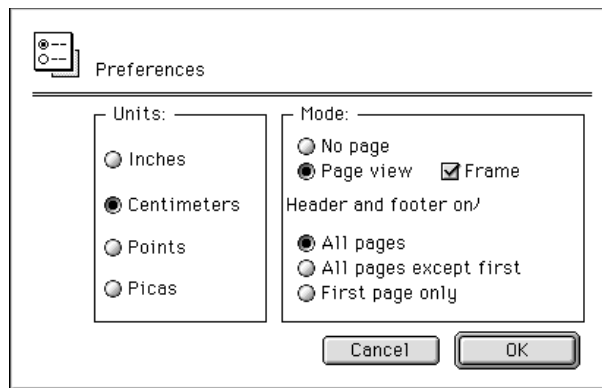 Preferences
Units:
Inches
Centimeters
Points
Picas
Mode:
No page
Page view
Frame
Header and footer on
All pages
All pages except first
First page only
Cancel
OK